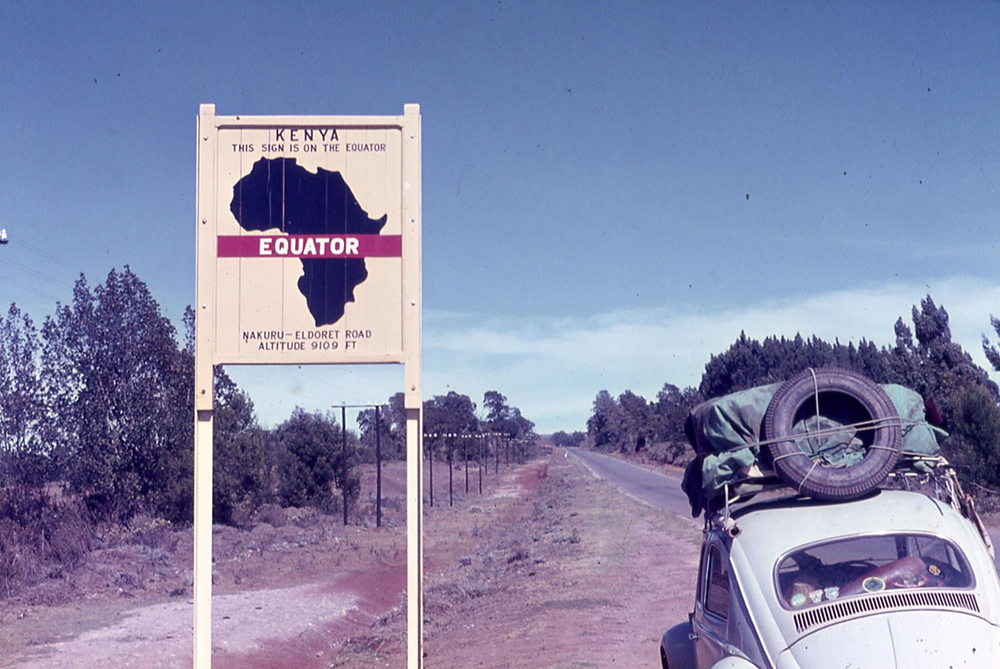 KENYA
THIS SIGN IS ON THE EQUATOR
EQUATOR
NAKURU-ELDORET ROAD
ALTITUDE 9109 FT